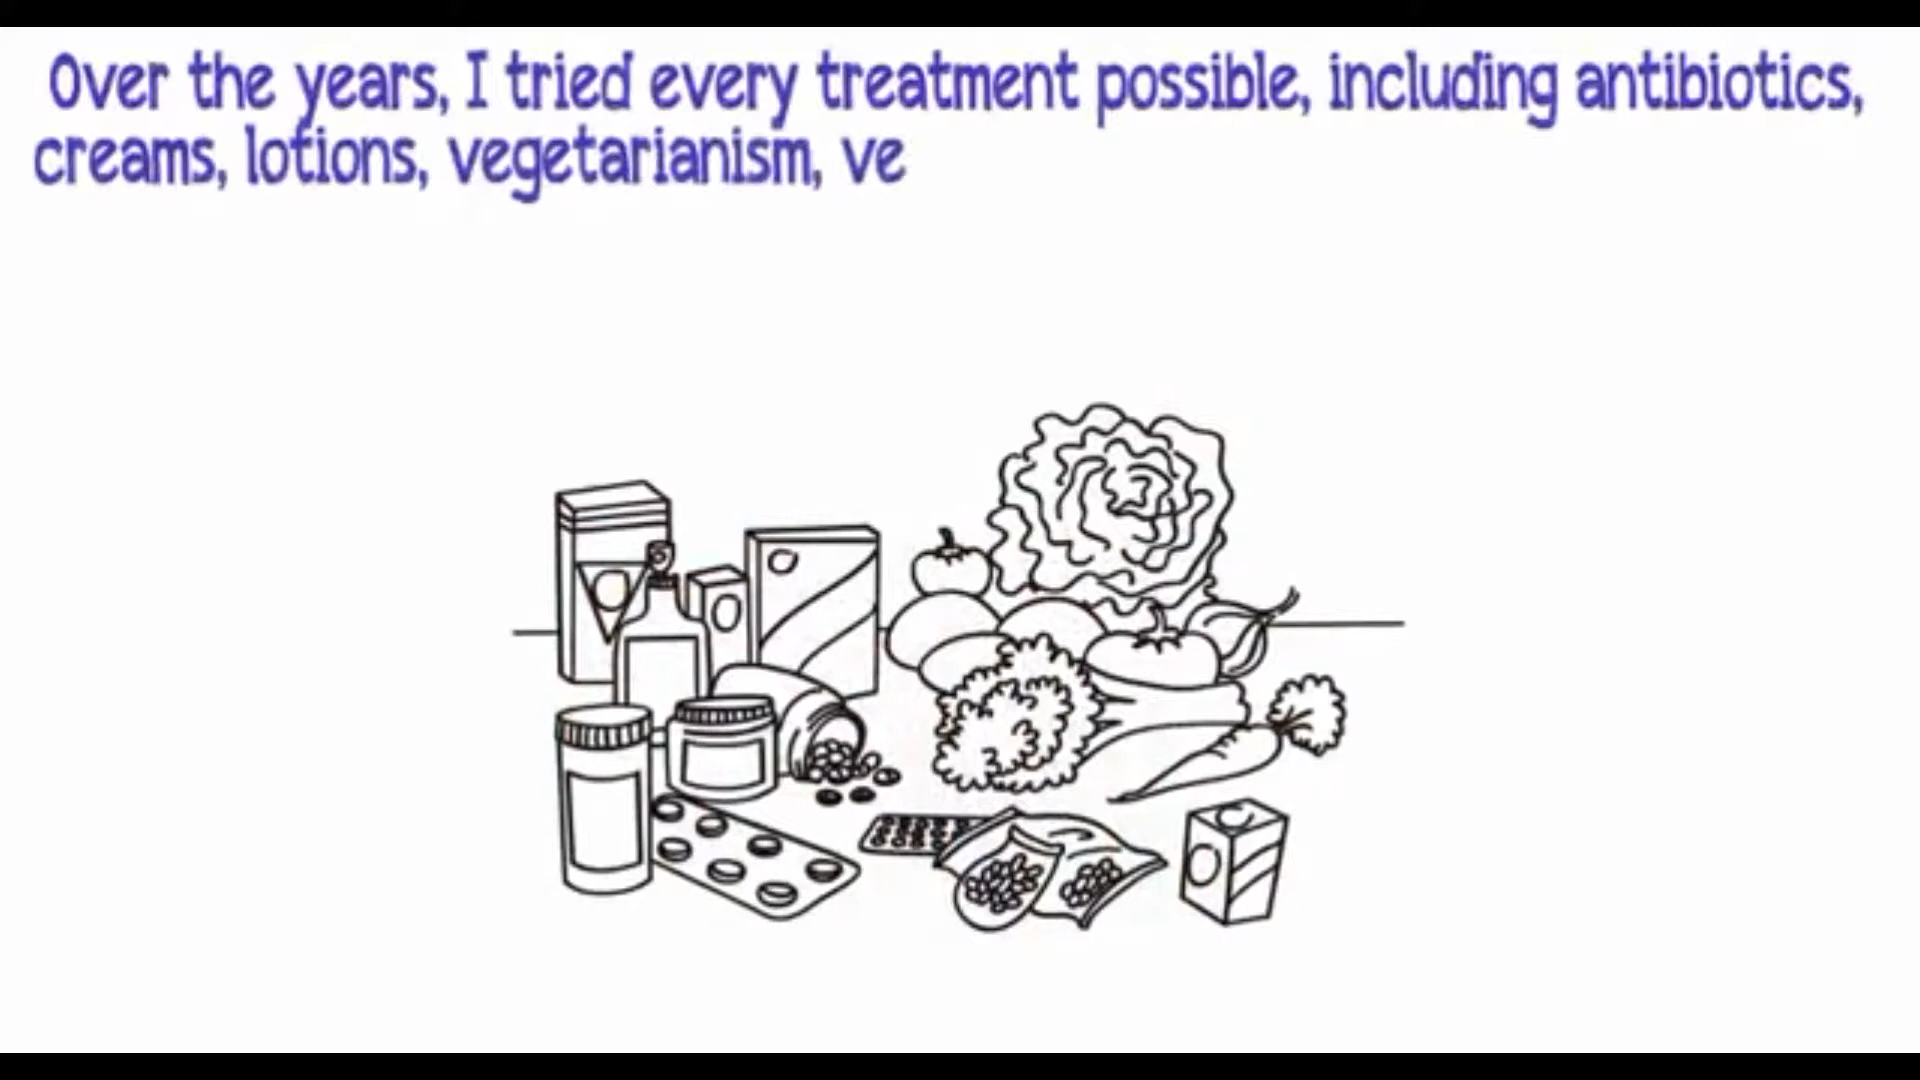 Over the years, I tried every treatment possible, including antibiotics,
creams, lotions, vegetarianism, ve